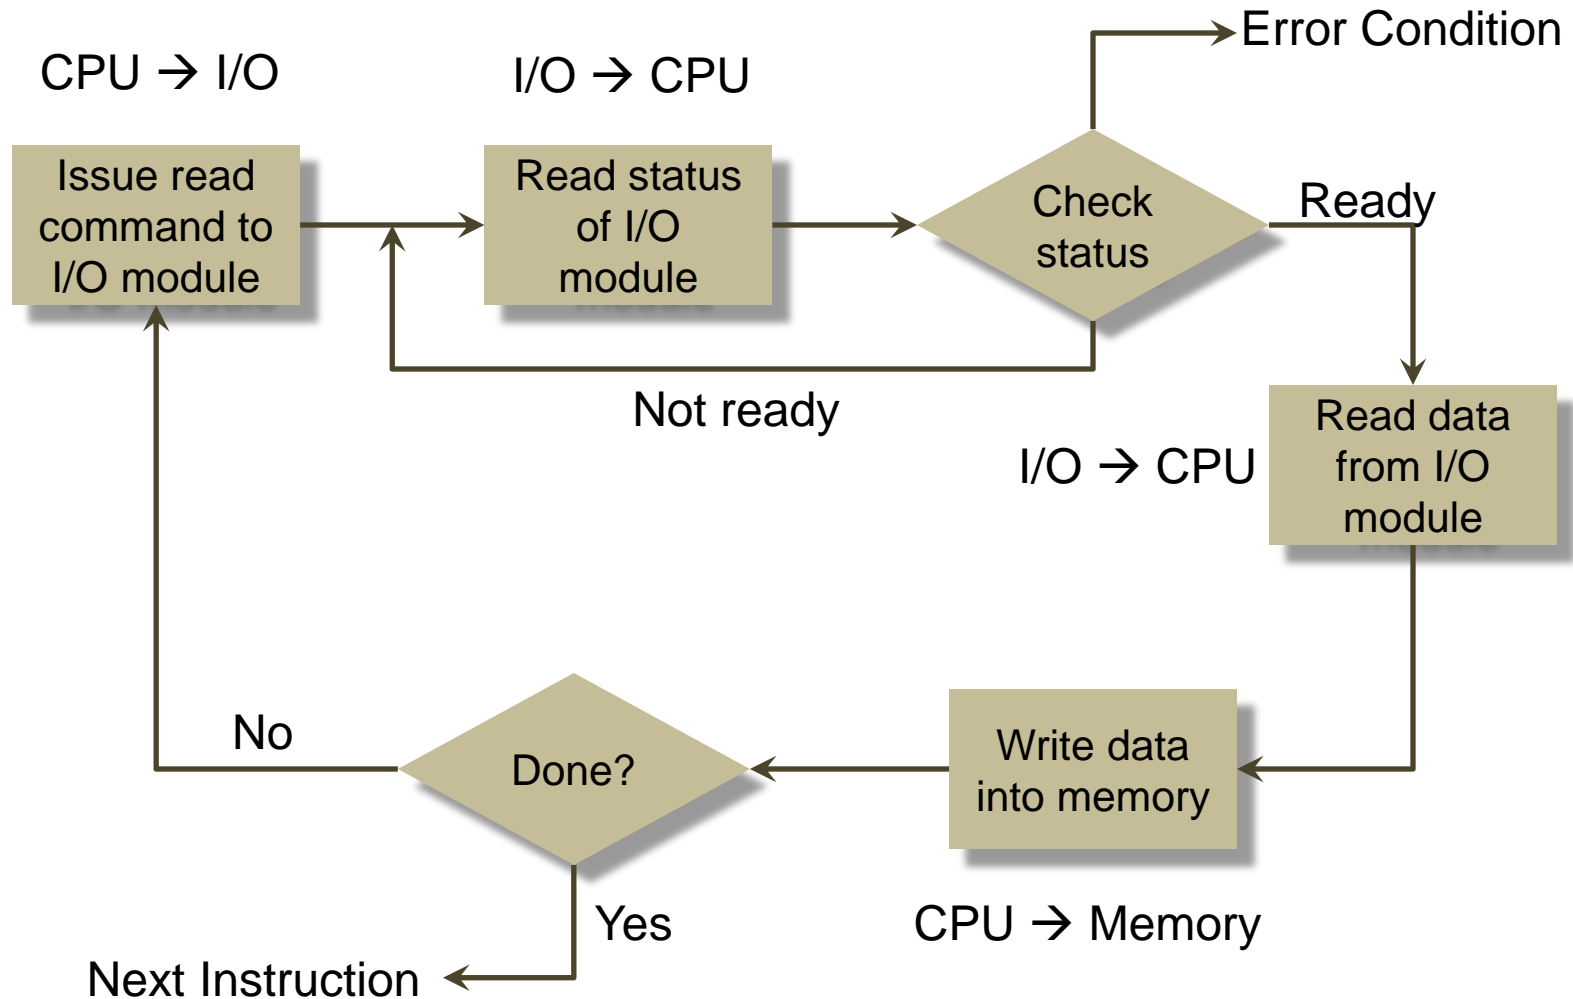 Error Condition
CPU → I/O
I/O → CPU
Issue read
command to
I/O module
Read status
of I/O
module
Check
status
Ready
Not ready
Read data
from I/O
module
I/O → CPU
Write data
into memory
CPU → Memory
Done?
No
Yes
Next Instruction